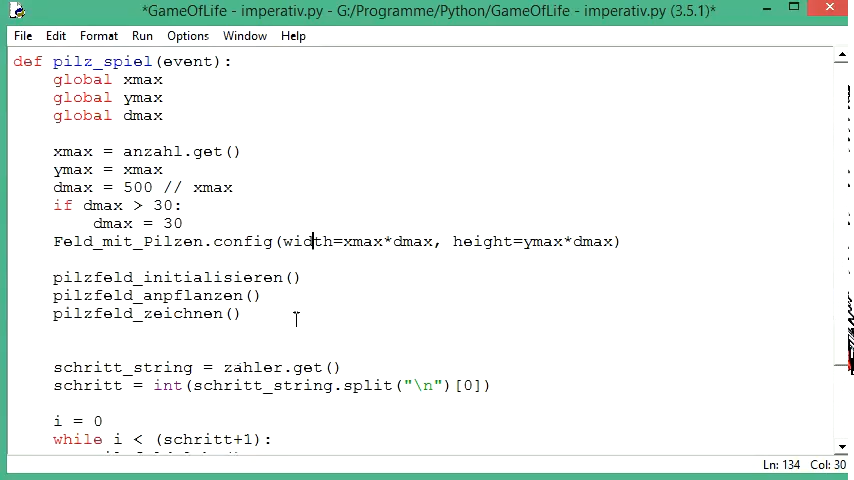 *GameOfLife - imperativ.py - G:/Programme/Python/GameOfLife - imperativ.py (3.5.1)*
File Edit Format Run Options Window Help
def pilz_spiel(event):
global xmax
global ymax
global dmax
xmax = anzahl.get()
ymax = xmax
dmax = 500 // xmax
if dmax > 30:
dmax = 30
Feld_mit_Pilzen.config(width=xmax*dmax, height=ymax*dmax)
pilzfeld_initialisieren()
pilzfeld_anpflanzen()
pilzfeld_zeichnen()
schritt_string = zahler.get()
schritt = int(schritt_string.split("\n")[0])
i = 0
while i < (schritt+1):
Ln: 134 Col: 30